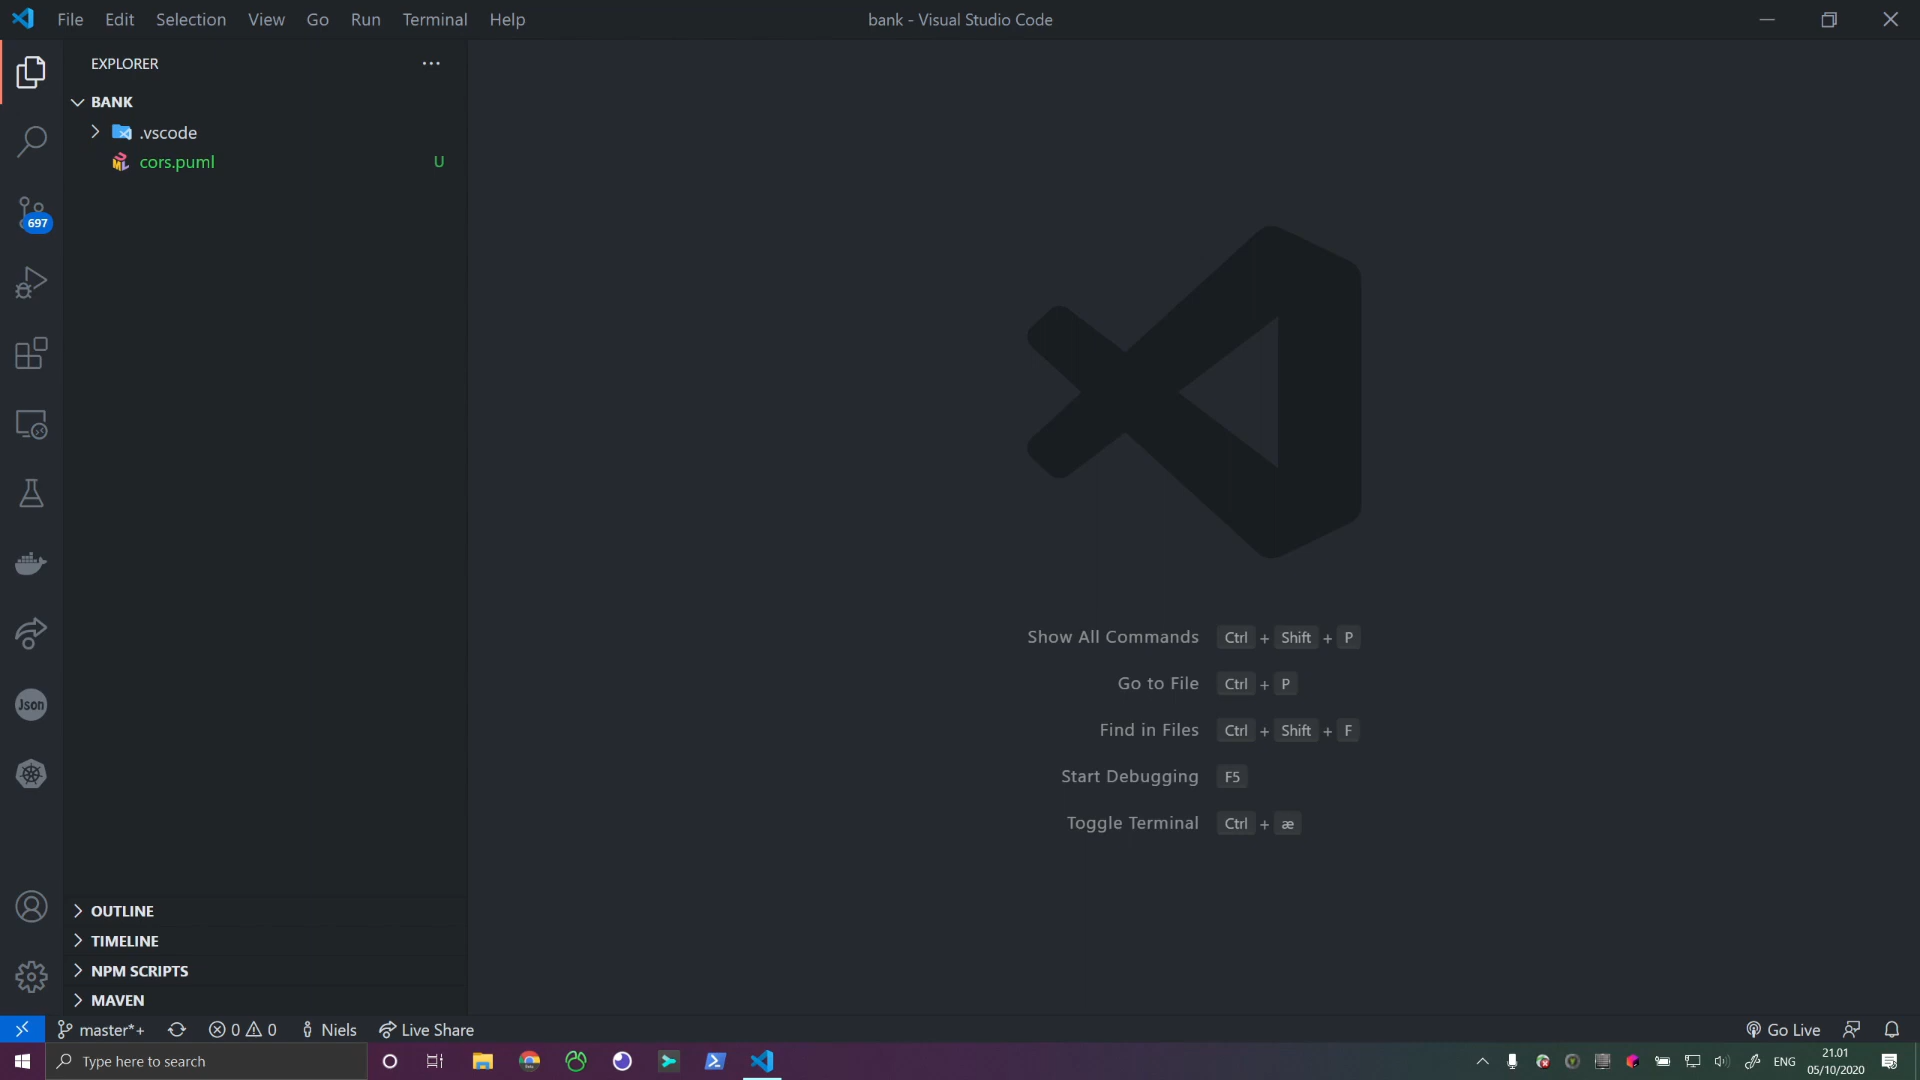 File Edit Selection View Go Run Terminal Help
bank - Visual Studio Code
EXPLORER
BANK
.vscode
cors.puml U
697
Json
Show All Commands Ctrl + Shift + P
Go to File Ctrl + P
Find in Files Ctrl + Shift + F
Start Debugging F5
Toggle Terminal Ctrl + æ
OUTLINE
TIMELINE
NPM SCRIPTS
MAVEN
master*+ 0 0 Niels Live Share Go Live
Type here to search
ENG
21.01
05/10/2020